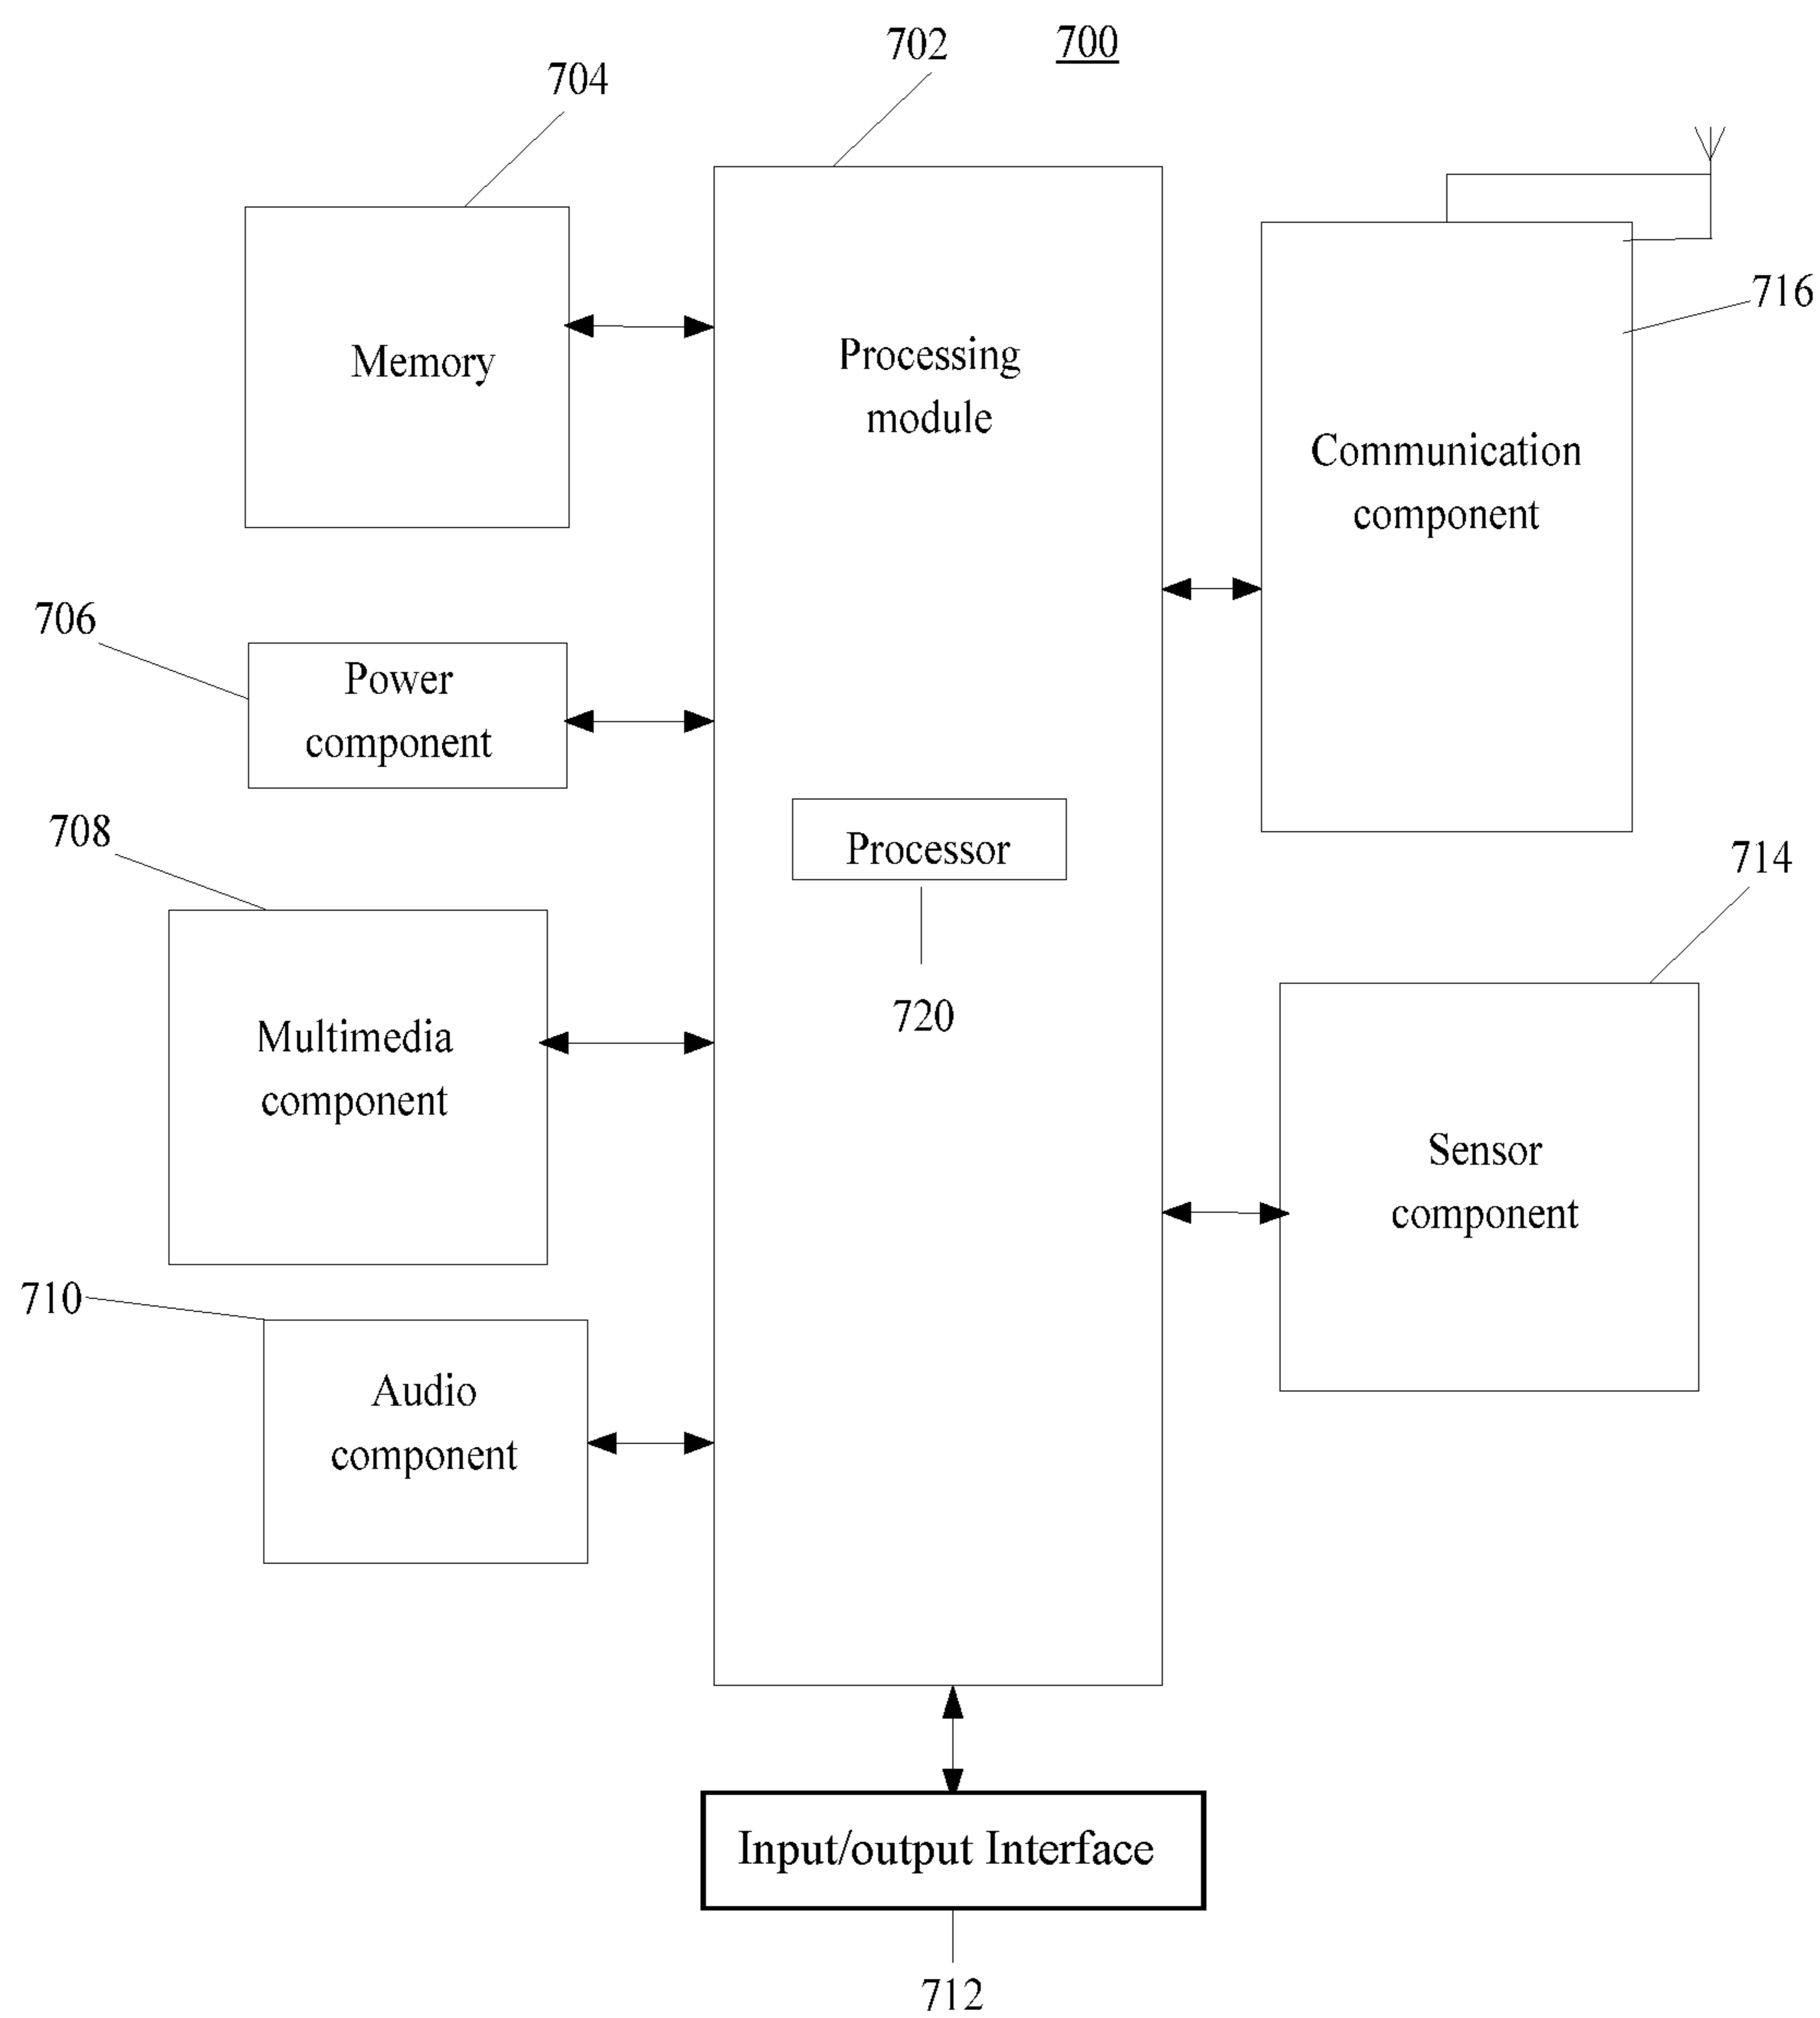 702
700
704
Memory
Processing
module
716
Communication
component
706
Power
component
708
Processor
714
720
Multimedia
component
Sensor
component
710
Audio
component
Input/output Interface
712